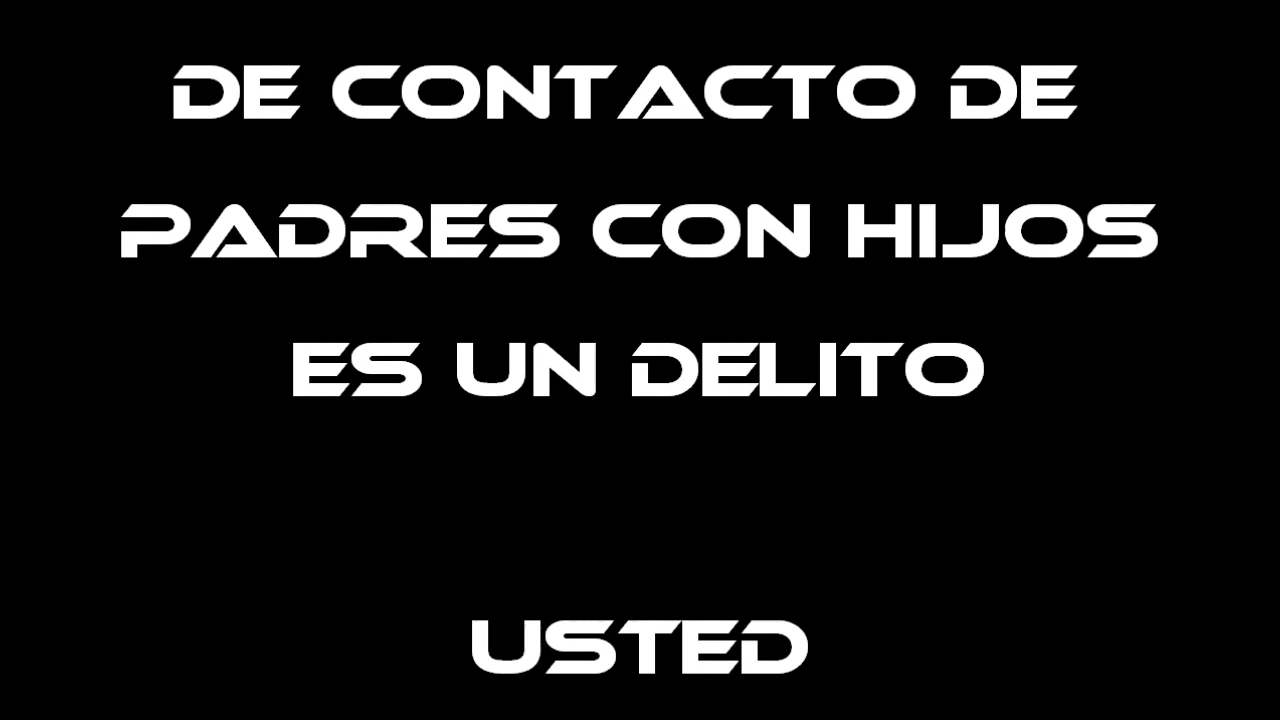 DE CONTACTO DE
PADRES CON HIJOS
ES UN DELITO
USTED